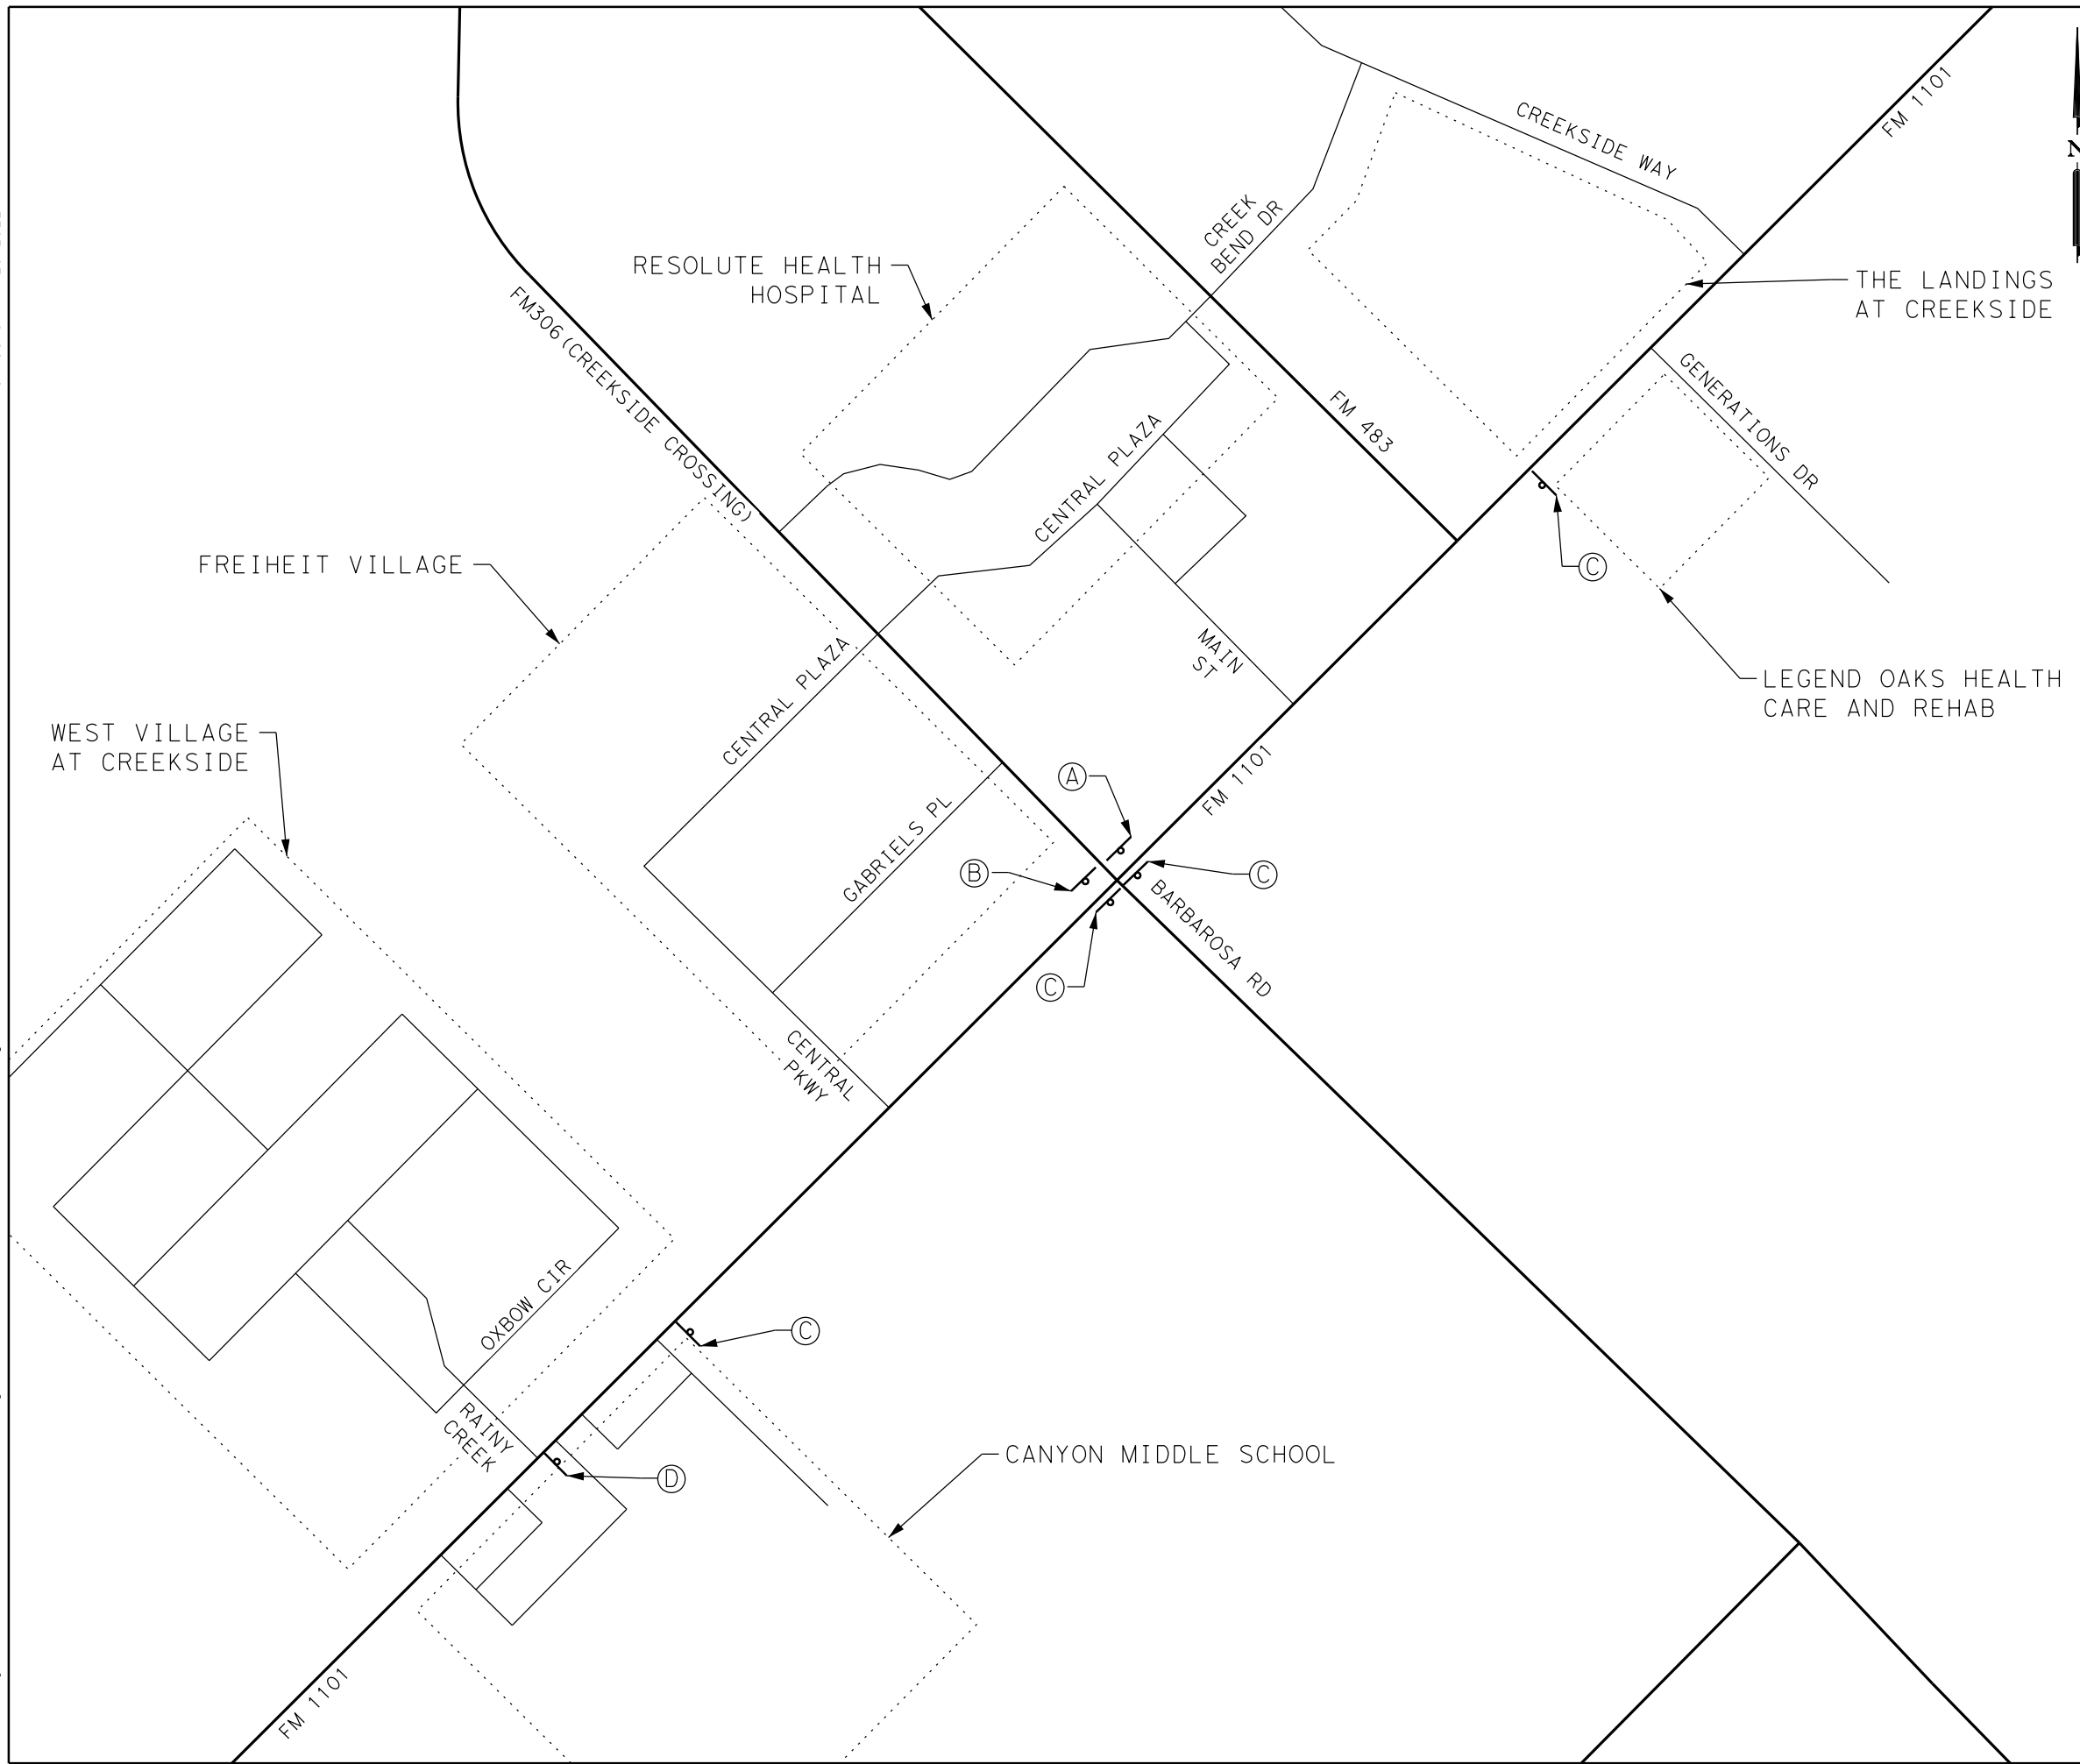 FM 1101
CREEKSIDE WAY
N
CREEK
BEND DR
RESOLUTE HEALTH
HOSPITAL
THE LANDINGS
AT CREEKSIDE
FM306(CREEKSIDE CROSSING)
GENERATIONS DR
FM 483
CENTRAL PLAZA
FREIHEIT VILLAGE
C
MAIN
ST
LEGEND OAKS HEALTH
CARE AND REHAB
CENTRAL PLAZA
WEST VILLAGE
AT CREEKSIDE
A
FM 1101
GABRIELS PL
B
C
BARBAROSA RD
C
CENTRAL
PKWY
OXBOW CIR
C
RAINY
CREEK
CANYON MIDDLE SCHOOL
D
FM 1101